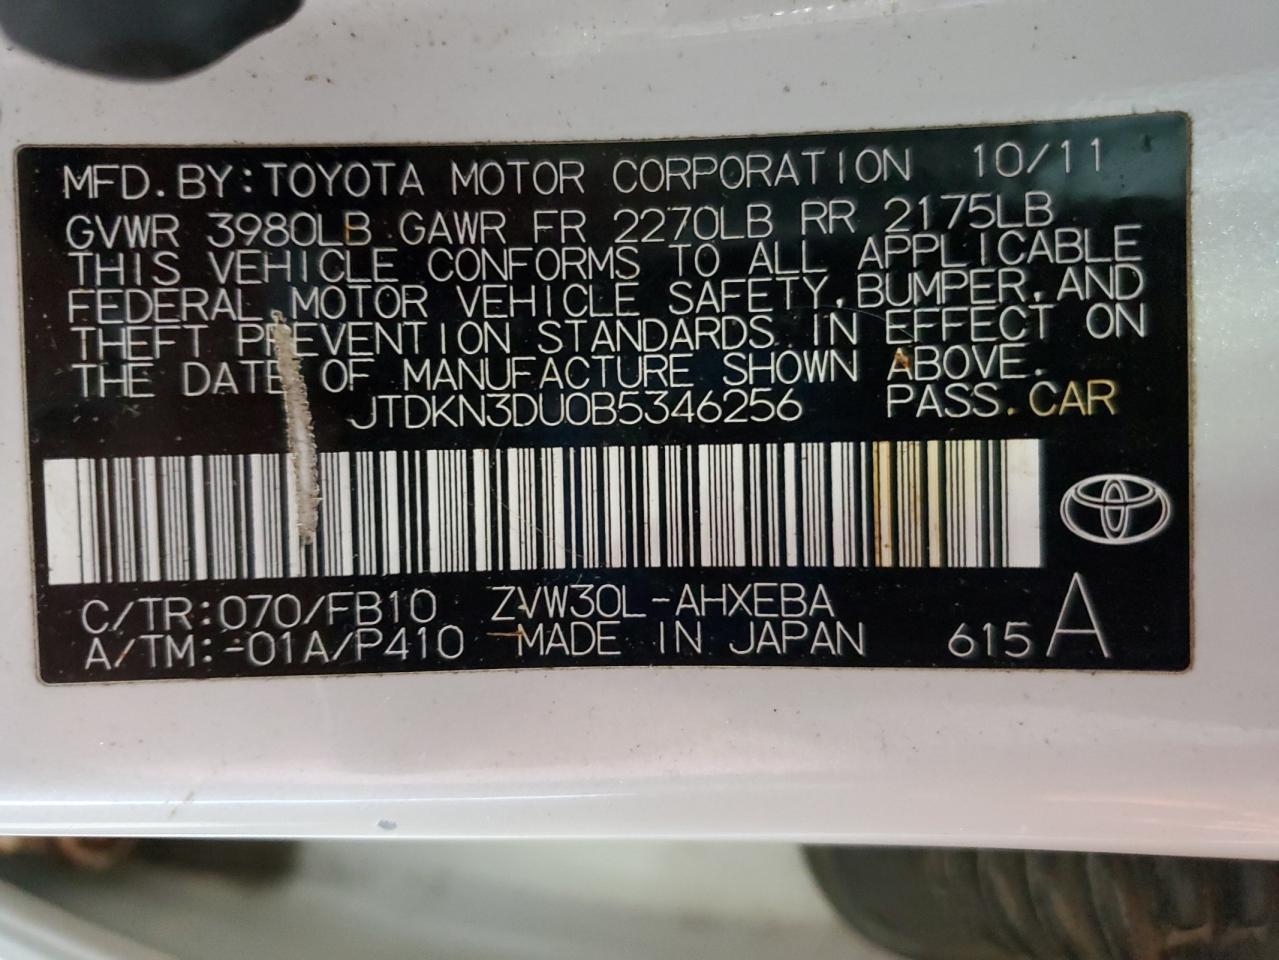 MFD. BY: TOYOTA MOTOR CORPORATION 10/11
GVWR 3980LB GAWR FR 2270LB RR 2175LB
THIS VEHICLE CONFORMS TO ALL APPLICABLE
FEDERAL MOTOR VEHICLE SAFETY, BUMPER, AND
THEFT PREVENTION STANDARDS IN EFFECT ON
THE DATE OF MANUFACTURE SHOWN ABOVE.
JTDKN3DU0B5346256 PASS. CAR
C/TR: 070/FB10 ZVW30L-AHXEBA
A/TM: -01A/P410 MADE IN JAPAN 615 A